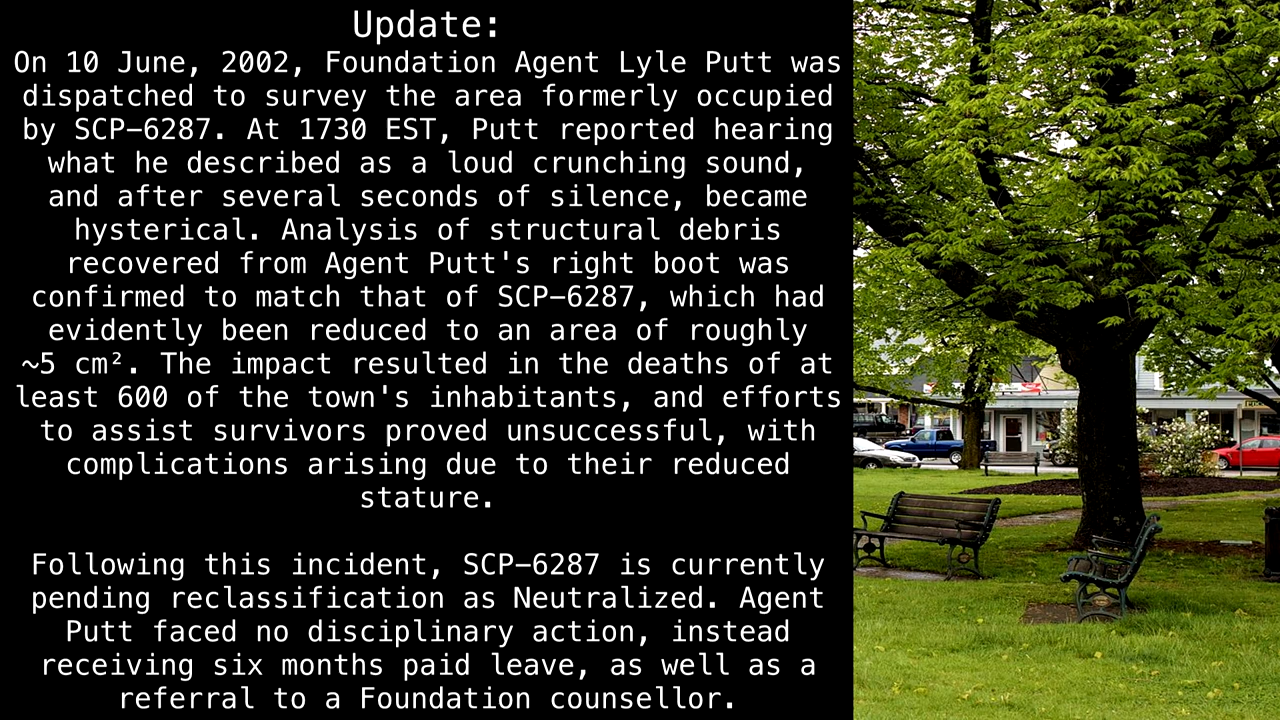 Update:
On 10 June, 2002, Foundation Agent Lyle Putt was
dispatched to survey the area formerly occupied
by SCP–6287. At 1730 EST, Putt reported hearing
what he described as a loud crunching sound,
and after several seconds of silence, became
hysterical. Analysis of structural debris
recovered from Agent Putt's right boot was
confirmed to match that of SCP–6287, which had
evidently been reduced to an area of roughly
~5 cm². The impact resulted in the deaths of at
least 600 of the town's inhabitants, and efforts
to assist survivors proved unsuccessful, with
complications arising due to their reduced
stature.
Following this incident, SCP–6287 is currently
pending reclassification as Neutralized. Agent
Putt faced no disciplinary action, instead
receiving six months paid leave, as well as a
referral to a Foundation counsellor.